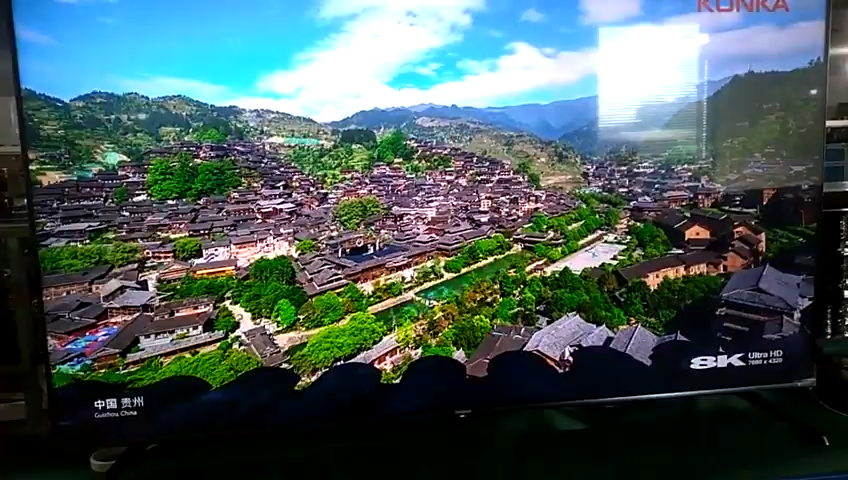 KONKA
8K Ultra HD
7680 x 4320
中国 贵州
Guizhou, China